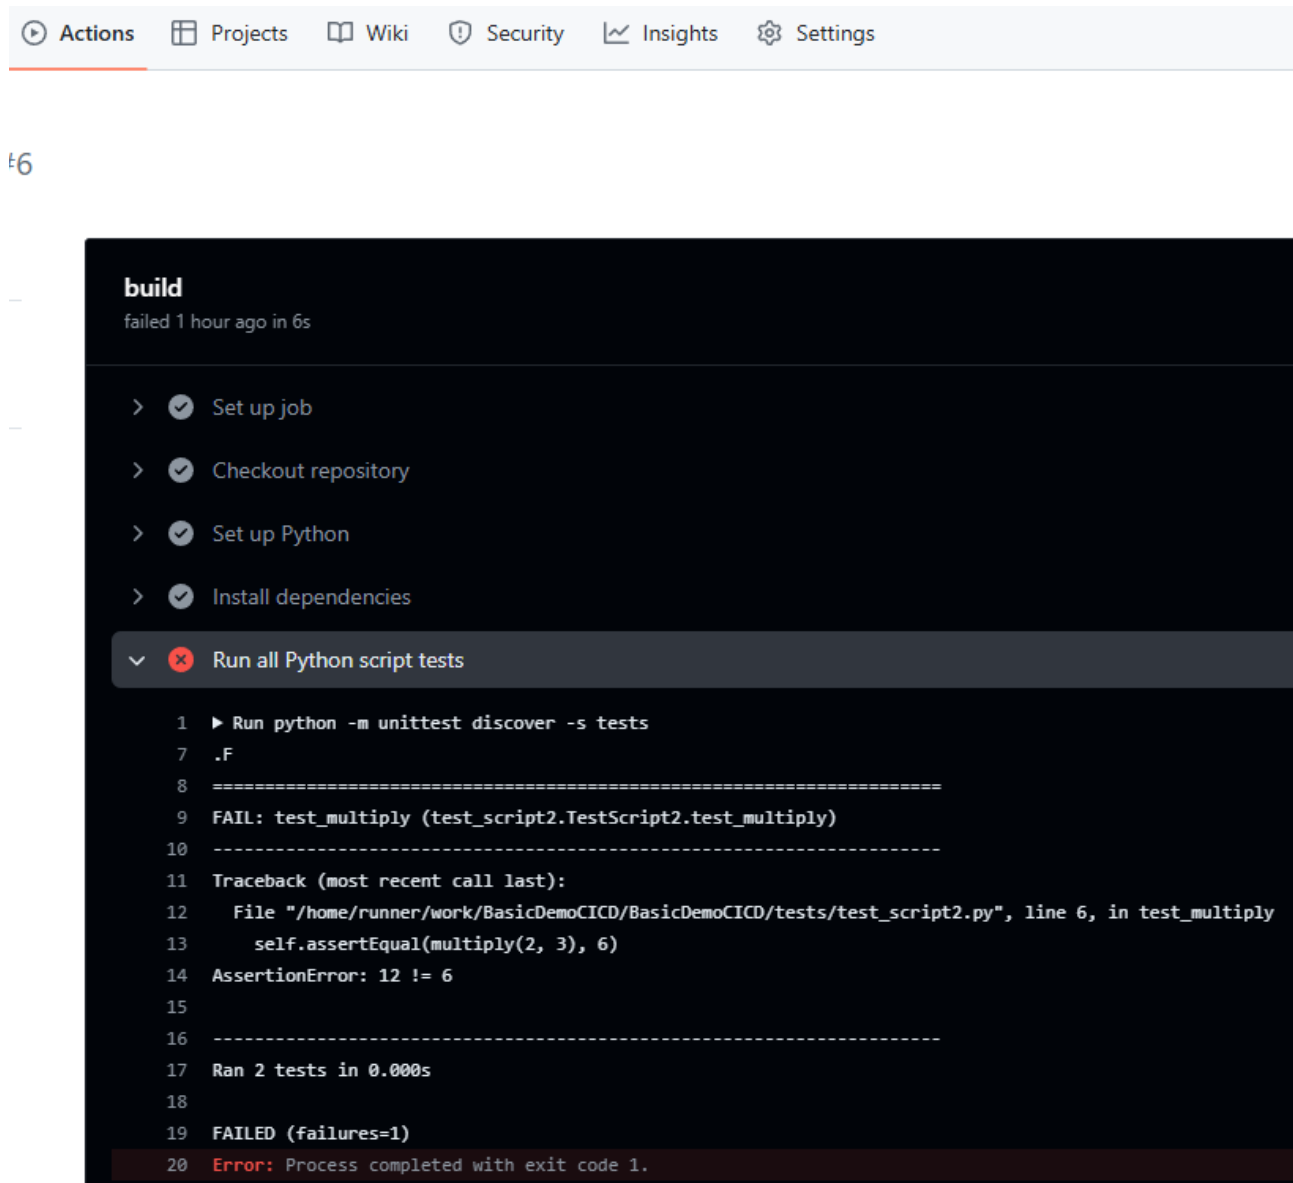 Actions Projects Wiki Security Insights Settings
#6
build
failed 1 hour ago in 6s
Set up job
Checkout repository
Set up Python
Install dependencies
Run all Python script tests
1 Run python -m unittest discover -s tests
7 .F
8 ======================================================================
9 FAIL: test_multiply (test_script2.TestScript2.test_multiply)
10 ----------------------------------------------------------------------
11 Traceback (most recent call last):
12 File "/home/runner/work/BasicDemoCICD/BasicDemoCICD/tests/test_script2.py", line 6, in test_multiply
13 self.assertEqual(multiply(2, 3), 6)
14 AssertionError: 12 != 6
15
16 ----------------------------------------------------------------------
17 Ran 2 tests in 0.000s
18
19 FAILED (failures=1)
20 Error: Process completed with exit code 1.